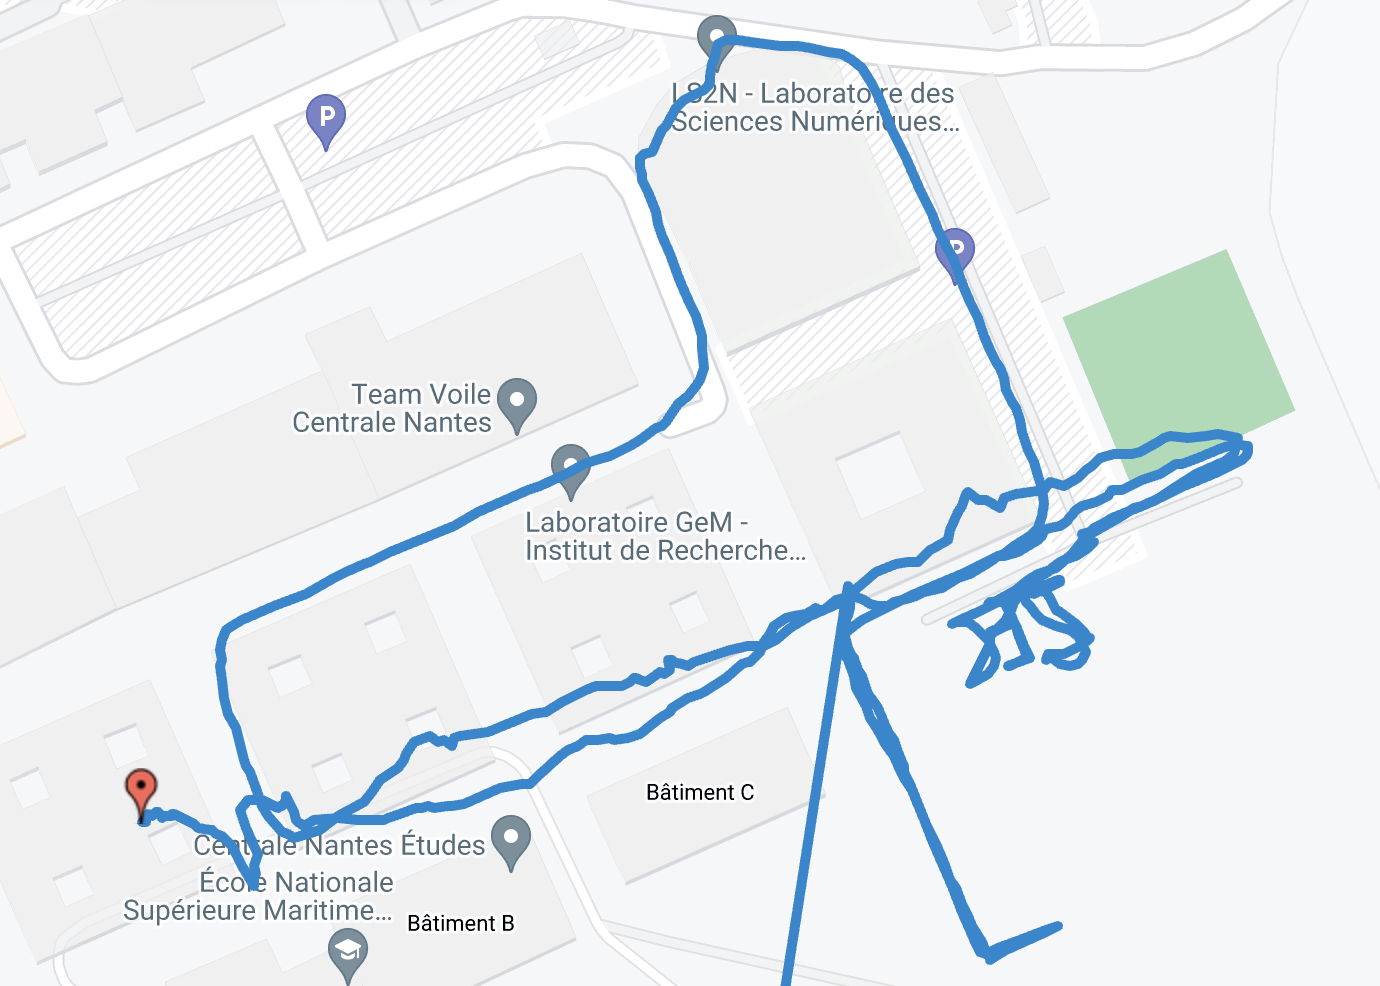 LS2N - Laboratoire des
Sciences Numériques...
P
P
Team Voile
Centrale Nantes
Laboratoire GeM -
Institut de Recherche...
Bâtiment C
Centrale Nantes Études
École Nationale
Supérieure Maritime...
Bâtiment B